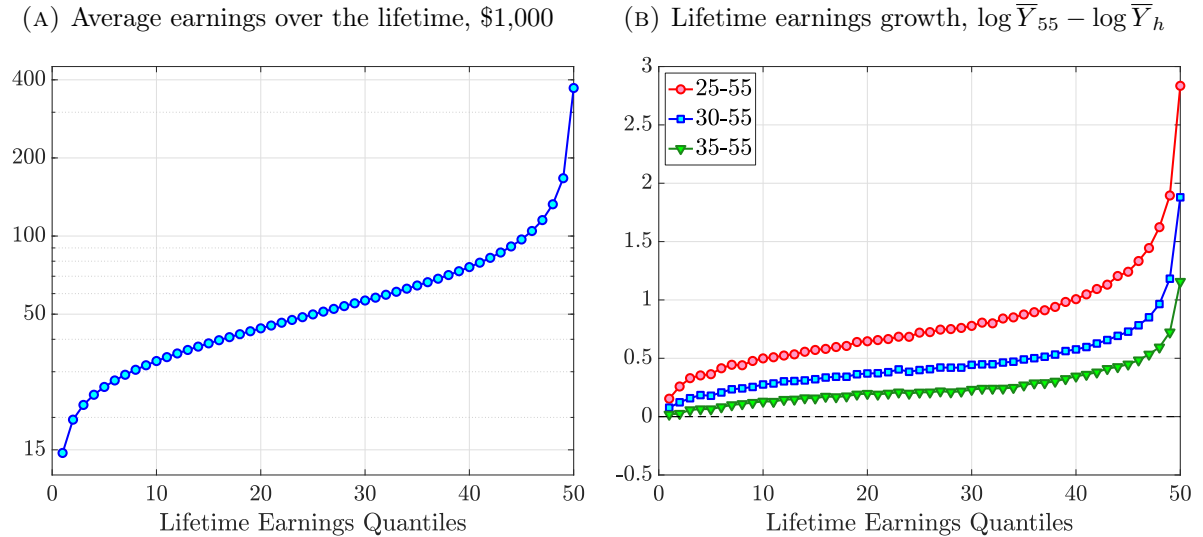 (A) Average earnings over the lifetime, $1,000
400
200
100
50
15
0 10 20 30 40 50
Lifetime Earnings Quantiles
(B) Lifetime earnings growth, log Y̅₅₅ − log Y̅ₕ
25-55
30-55
35-55
3
2.5
2
1.5
1
0.5
0
-0.5
0 10 20 30 40 50
Lifetime Earnings Quantiles